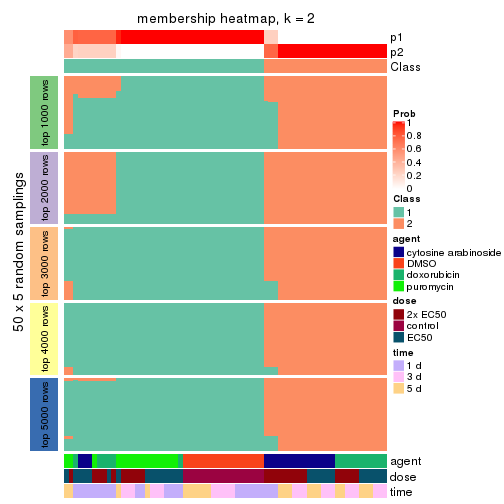 membership heatmap, k = 2
p1
p2
Class
50 x 5 random samplings
top 1000 rows
top 2000 rows
top 3000 rows
top 4000 rows
top 5000 rows
agent
dose
time
Prob
1
0.8
0.6
0.4
0.2
0
Class
1
2
agent
cytosine arabinoside
DMSO
doxorubicin
puromycin
dose
2x EC50
control
EC50
time
1 d
3 d
5 d